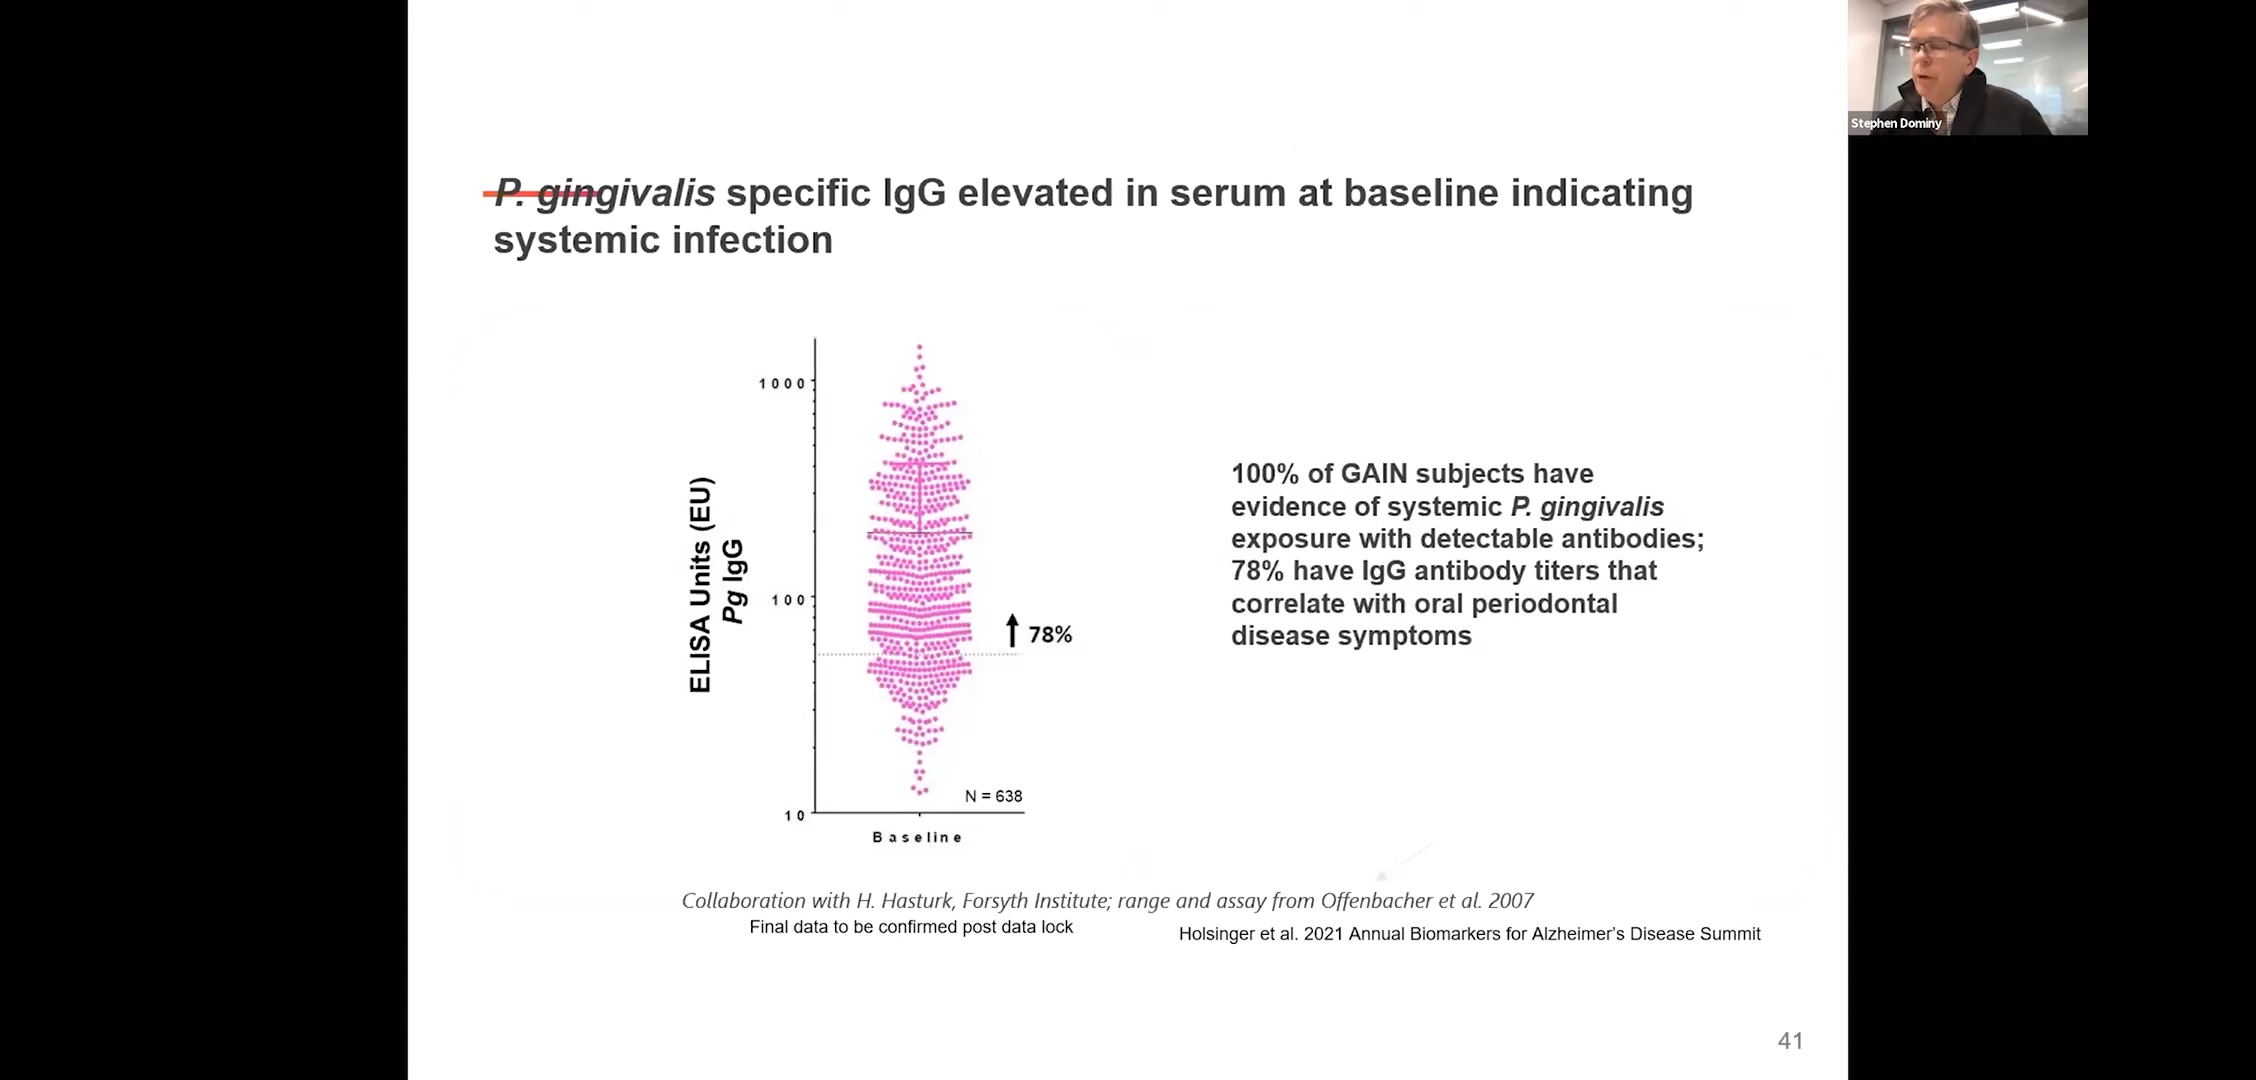 Stephen Dominy
P. gingivalis specific IgG elevated in serum at baseline indicating
systemic infection
ELISA Units (EU)
Pg IgG
1000
100
10
78%
N = 638
Baseline
100% of GAIN subjects have
evidence of systemic P. gingivalis
exposure with detectable antibodies;
78% have IgG antibody titers that
correlate with oral periodontal
disease symptoms
Collaboration with H. Hasturk, Forsyth Institute; range and assay from Offenbacher et al. 2007
Final data to be confirmed post data lock
Holsinger et al. 2021 Annual Biomarkers for Alzheimer's Disease Summit
41